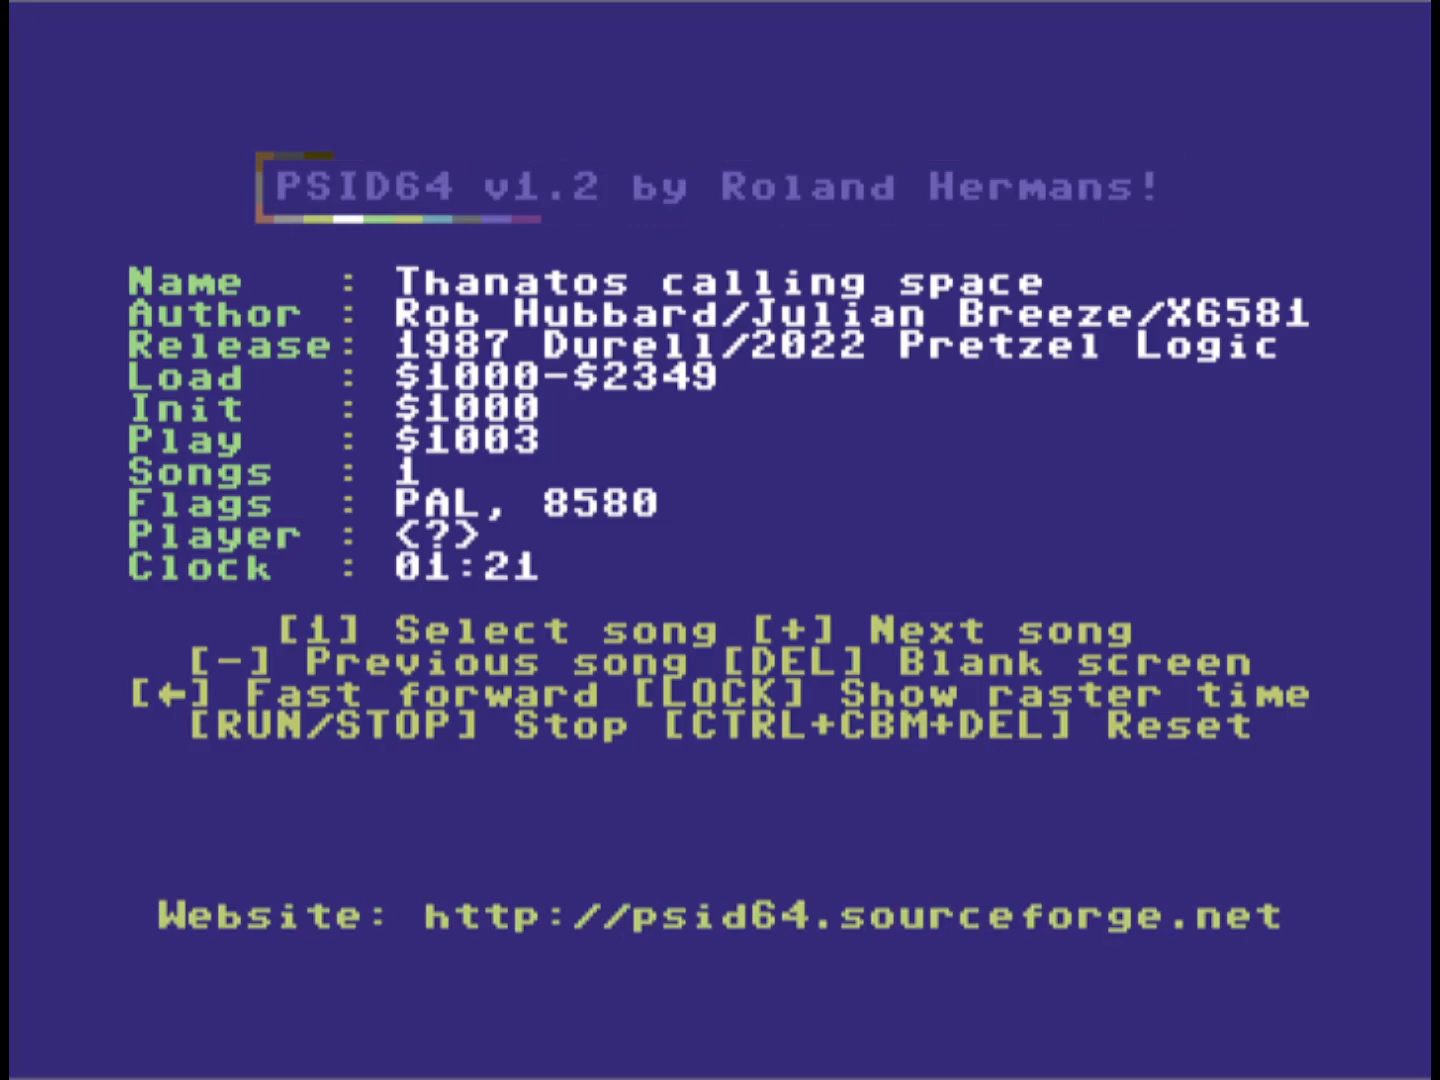 PSID64 v1.2 by Roland Hermans!
Name : Thanatos calling space
Author : Rob Hubbard/Julian Breeze/X6581
Release: 1987 Durell/2022 Pretzel Logic
Load : $1000-$2349
Init : $1000
Play : $1003
Songs : 1
Flags : PAL, 8580
Player : <?>
Clock : 01:21
[1] Select song [+] Next song
[-] Previous song [DEL] Blank screen
[←] Fast forward [LOCK] Show raster time
[RUN/STOP] Stop [CTRL+CBM+DEL] Reset
Website: http://psid64.sourceforge.net